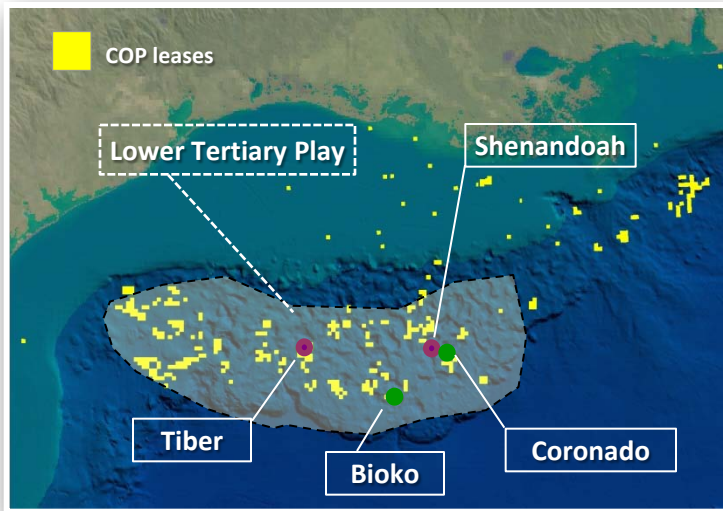 COP leases
Lower Tertiary Play
Shenandoah
Tiber
Bioko
Coronado